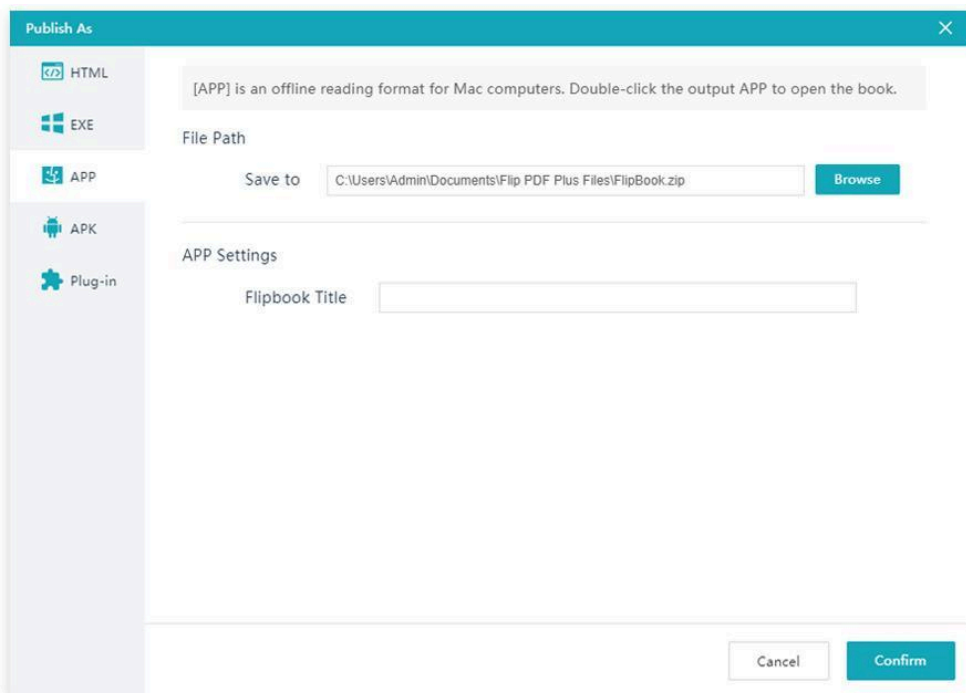 Publish As
HTML
EXE
APP
APK
Plug-in
[APP] is an offline reading format for Mac computers. Double-click the output APP to open the book.
File Path
Save to C:\Users\Admin\Documents\Flip PDF Plus Files\FlipBook.zip Browse
APP Settings
Flipbook Title
Cancel Confirm